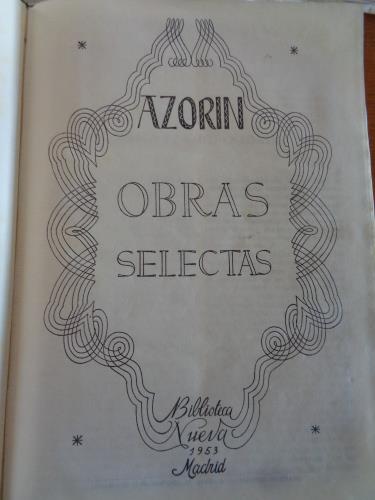 AZORIN
OBRAS
SELECTAS
Biblioteca
Nueva
1953
Madrid